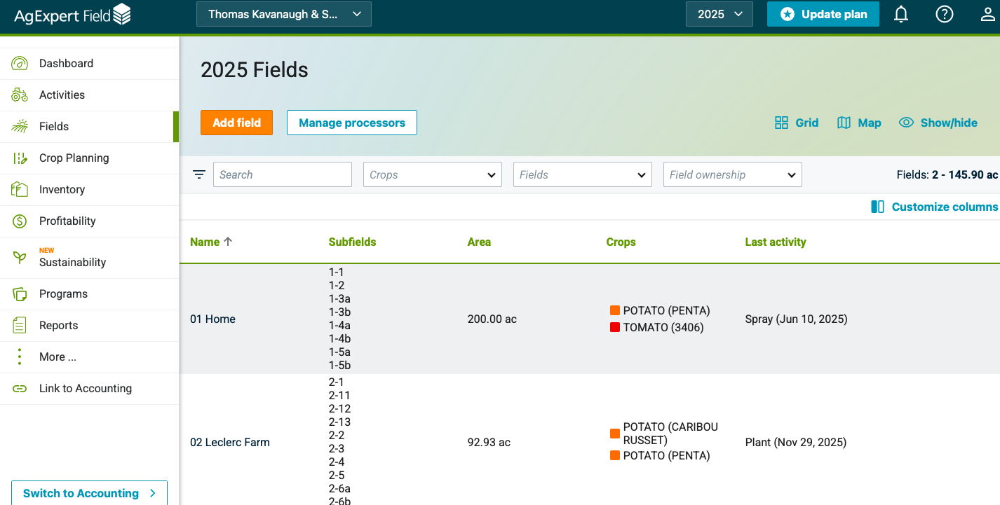 AgExpert Field
Thomas Kavanaugh & S...
2025
Update plan
Dashboard
Activities
Fields
Crop Planning
Inventory
Profitability
NEW
Sustainability
Programs
Reports
More ...
Link to Accounting
Switch to Accounting
2025 Fields
Add field
Manage processors
Grid
Map
Show/hide
Search
Crops
Fields
Field ownership
Fields: 2 - 145.90 ac
Customize columns
Name
Subfields
Area
Crops
Last activity
01 Home
1-1
1-2
1-3a
1-3b
1-4a
1-4b
1-5a
1-5b
200.00 ac
POTATO (PENTA)
TOMATO (3406)
Spray (Jun 10, 2025)
02 Leclerc Farm
2-1
2-11
2-12
2-13
2-2
2-3
2-4
2-5
2-6a
2-6b
92.93 ac
POTATO (CARIBOU
RUSSET)
POTATO (PENTA)
Plant (Nov 29, 2025)